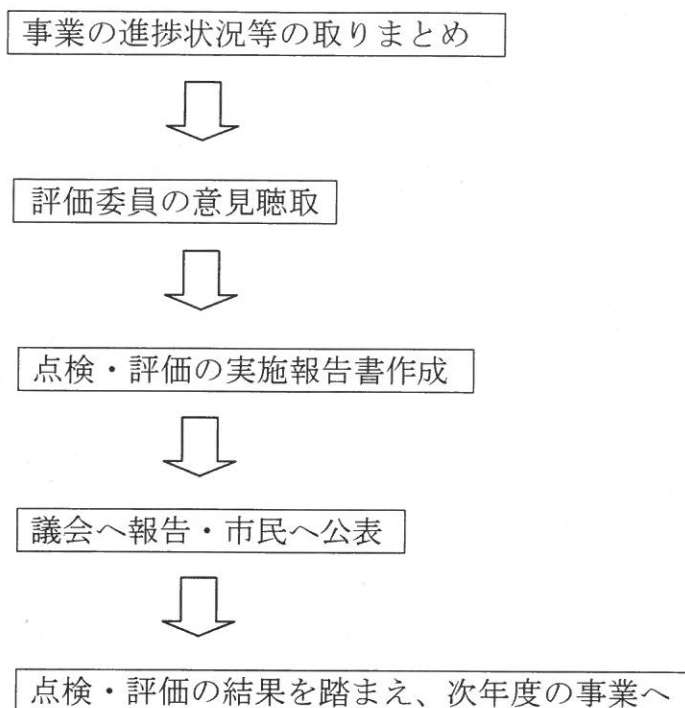 事業の進捗状況等の取りまとめ
評価委員の意見聴取
点検・評価の実施報告書作成
議会へ報告・市民へ公表
点検・評価の結果を踏まえ、次年度の事業へ